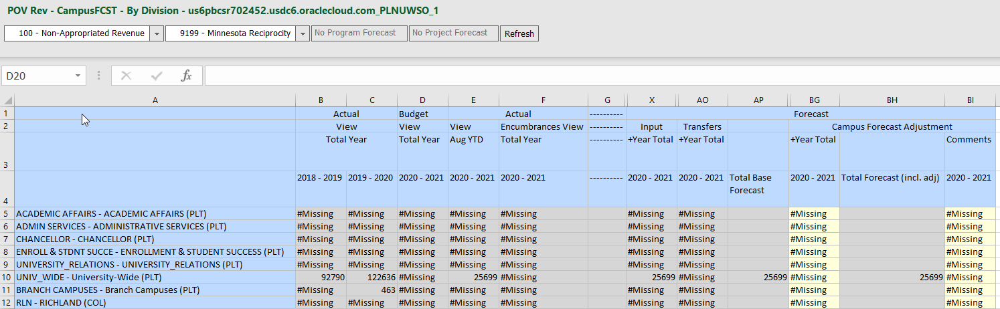 POV Rev - CampusFCST - By Division - us6pbcsr702452.usdc6.oraclecloud.com_PLNUWSO_1
100 - Non-Appropriated Revenue 9199 - Minnesota Reciprocity No Program Forecast No Project Forecast Refresh
D20 fx
A B C D E F G X AO AP BG BH BI
1 Actual Budget Actual ---------- Forecast
2 View View View Encumbrances View ---------- Input Transfers Campus Forecast Adjustment
Total Year Total Year Aug YTD Total Year ---------- +Year Total +Year Total +Year Total Comments
3
2018 - 2019 2019 - 2020 2020 - 2021 2020 - 2021 2020 - 2021 ---------- 2020 - 2021 2020 - 2021 Total Base 2020 - 2021 Total Forecast (incl. adj) 2020 - 2021
Forecast
4
5 ACADEMIC AFFAIRS - ACADEMIC AFFAIRS (PLT) #Missing #Missing #Missing #Missing #Missing #Missing #Missing #Missing #Missing
6 ADMIN SERVICES - ADMINISTRATIVE SERVICES (PLT) #Missing #Missing #Missing #Missing #Missing #Missing #Missing #Missing #Missing
7 CHANCELLOR - CHANCELLOR (PLT) #Missing #Missing #Missing #Missing #Missing #Missing #Missing #Missing #Missing
8 ENROLL & STDNT SUCCE - ENROLLMENT & STUDENT SUCCESS (PLT) #Missing #Missing #Missing #Missing #Missing #Missing #Missing #Missing #Missing
9 UNIVERSITY_RELATIONS - UNIVERSITY_RELATIONS (PLT) #Missing #Missing #Missing #Missing #Missing #Missing #Missing #Missing #Missing
10 UNIV_WIDE - University-Wide (PLT) 92790 122636 #Missing 25699 #Missing 25699 #Missing 25699 #Missing 25699 #Missing
11 BRANCH CAMPUSES - Branch Campuses (PLT) #Missing 463 #Missing #Missing #Missing #Missing #Missing #Missing #Missing
12 RLN - RICHLAND (COL) #Missing #Missing #Missing #Missing #Missing #Missing #Missing #Missing #Missing